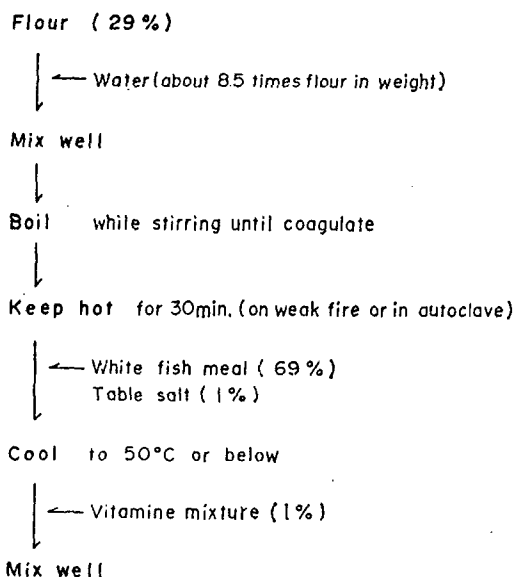 Flour (29%)
Water (about 8.5 times flour in weight)
Mix well
Boil while stirring until coagulate
Keep hot for 30min. (on weak fire or in autoclave)
White fish meal (69%)
Table salt (1%)
Cool to 50°C or below
Vitamine mixture (1%)
Mix well